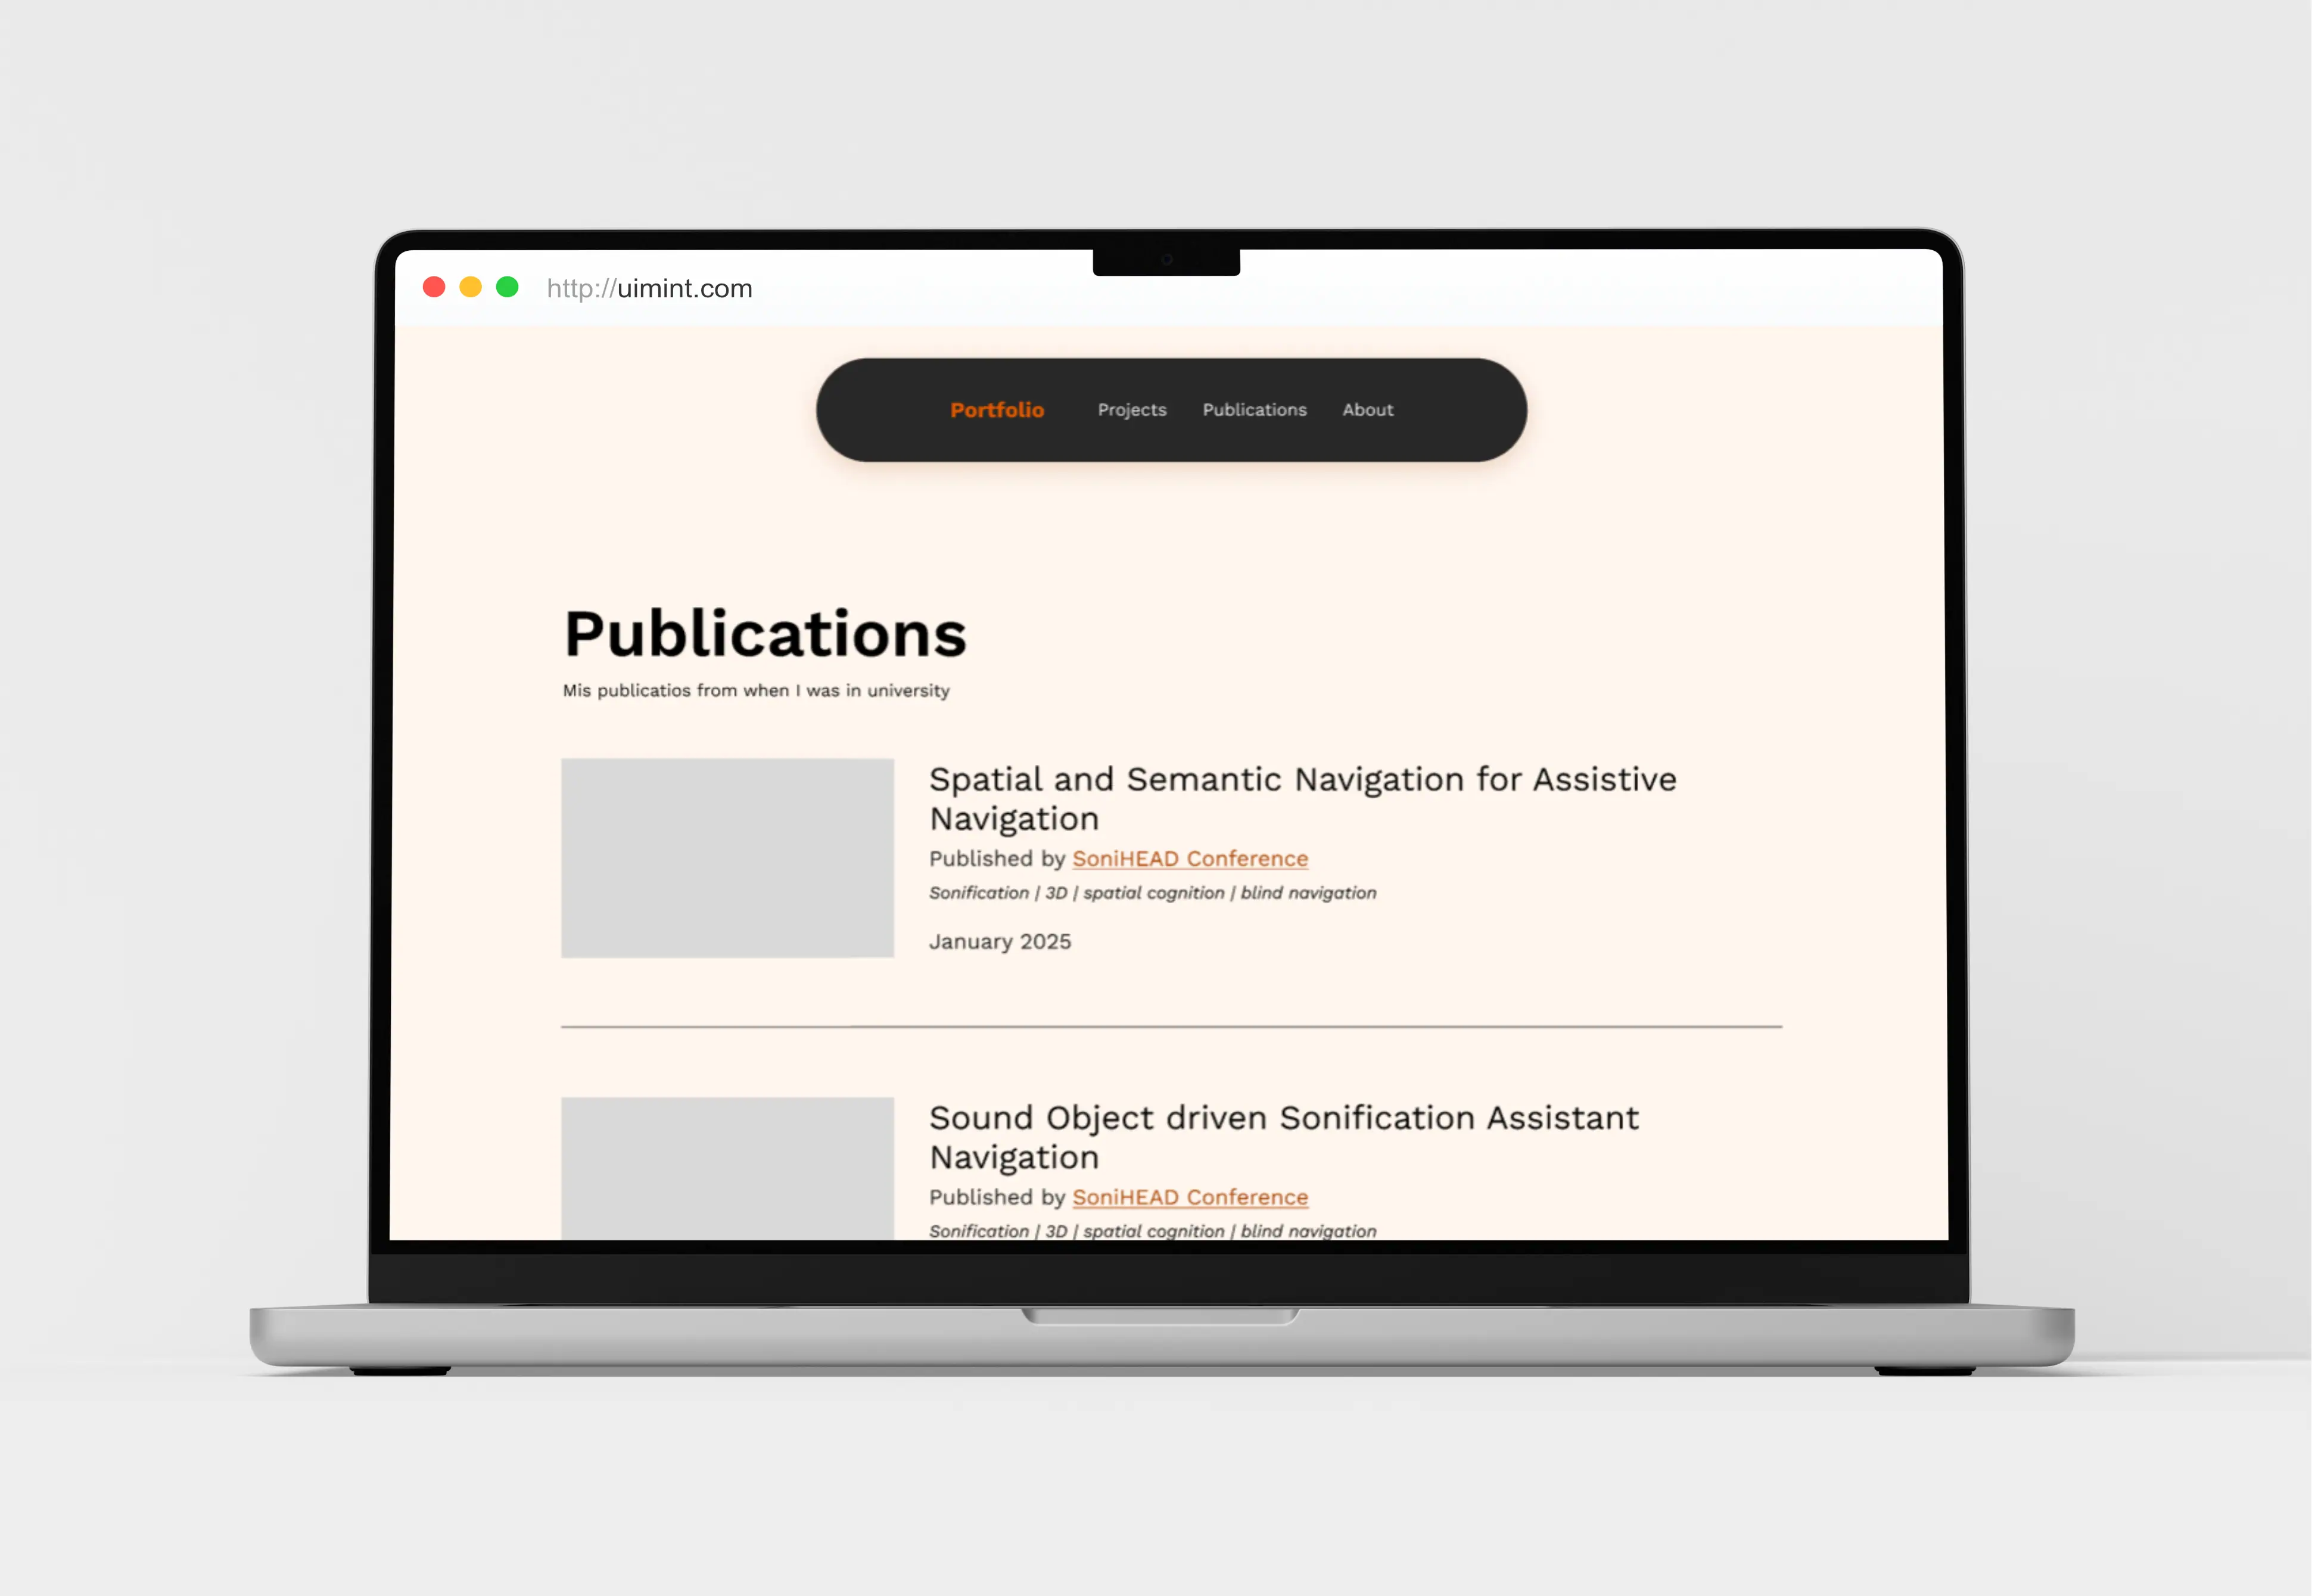 http://uimint.com
Portfolio Projects Publications About
Publications
Mis publicatios from when I was in university
Spatial and Semantic Navigation for Assistive
Navigation
Published by SoniHEAD Conference
Sonification | 3D | spatial cognition | blind navigation
January 2025
Sound Object driven Sonification Assistant
Navigation
Published by SoniHEAD Conference
Sonification | 3D | spatial cognition | blind navigation